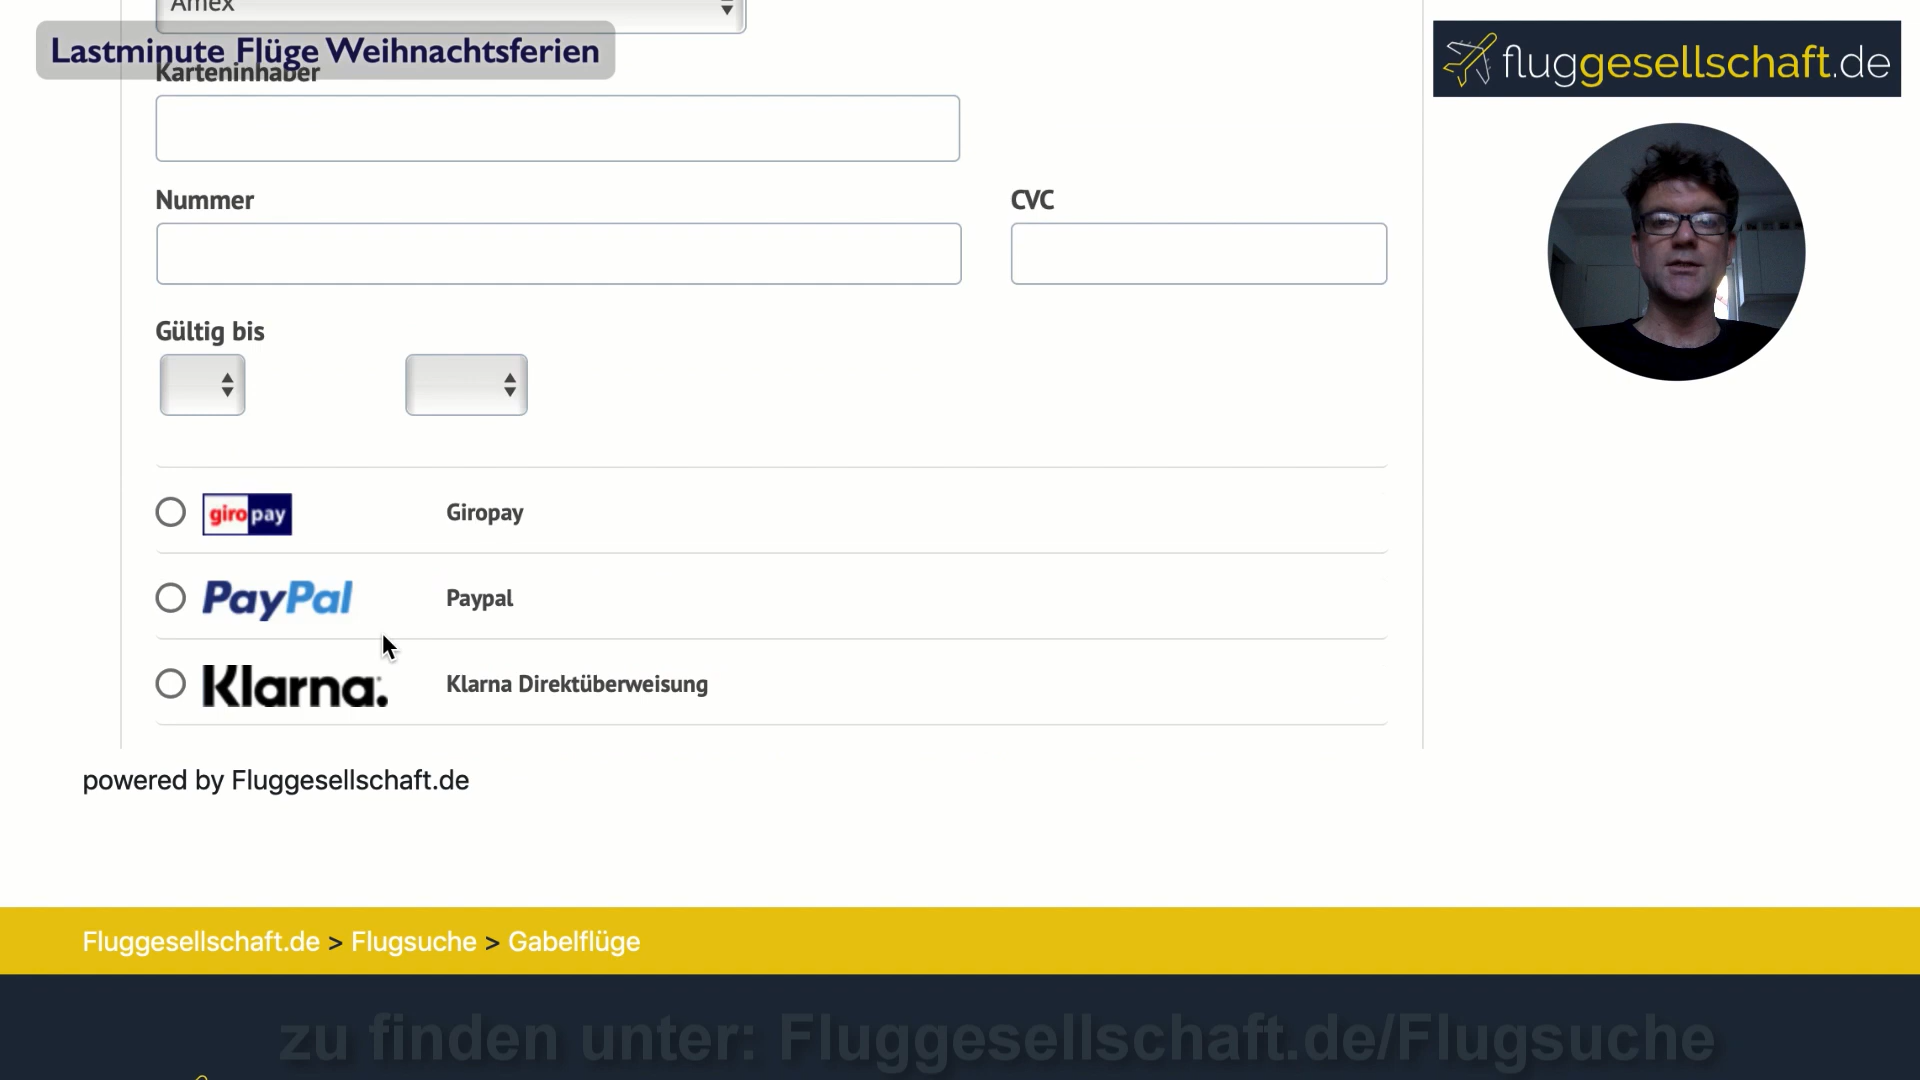 Amex
Lastminute Flüge Weihnachtsferien
fluggesellschaft.de
Karteninhaber
Nummer
CVC
Gültig bis
giropay
Giropay
PayPal
Paypal
Klarna.
Klarna Direktüberweisung
powered by Fluggesellschaft.de
Fluggesellschaft.de > Flugsuche > Gabelflüge
zu finden unter: Fluggesellschaft.de/Flugsuche